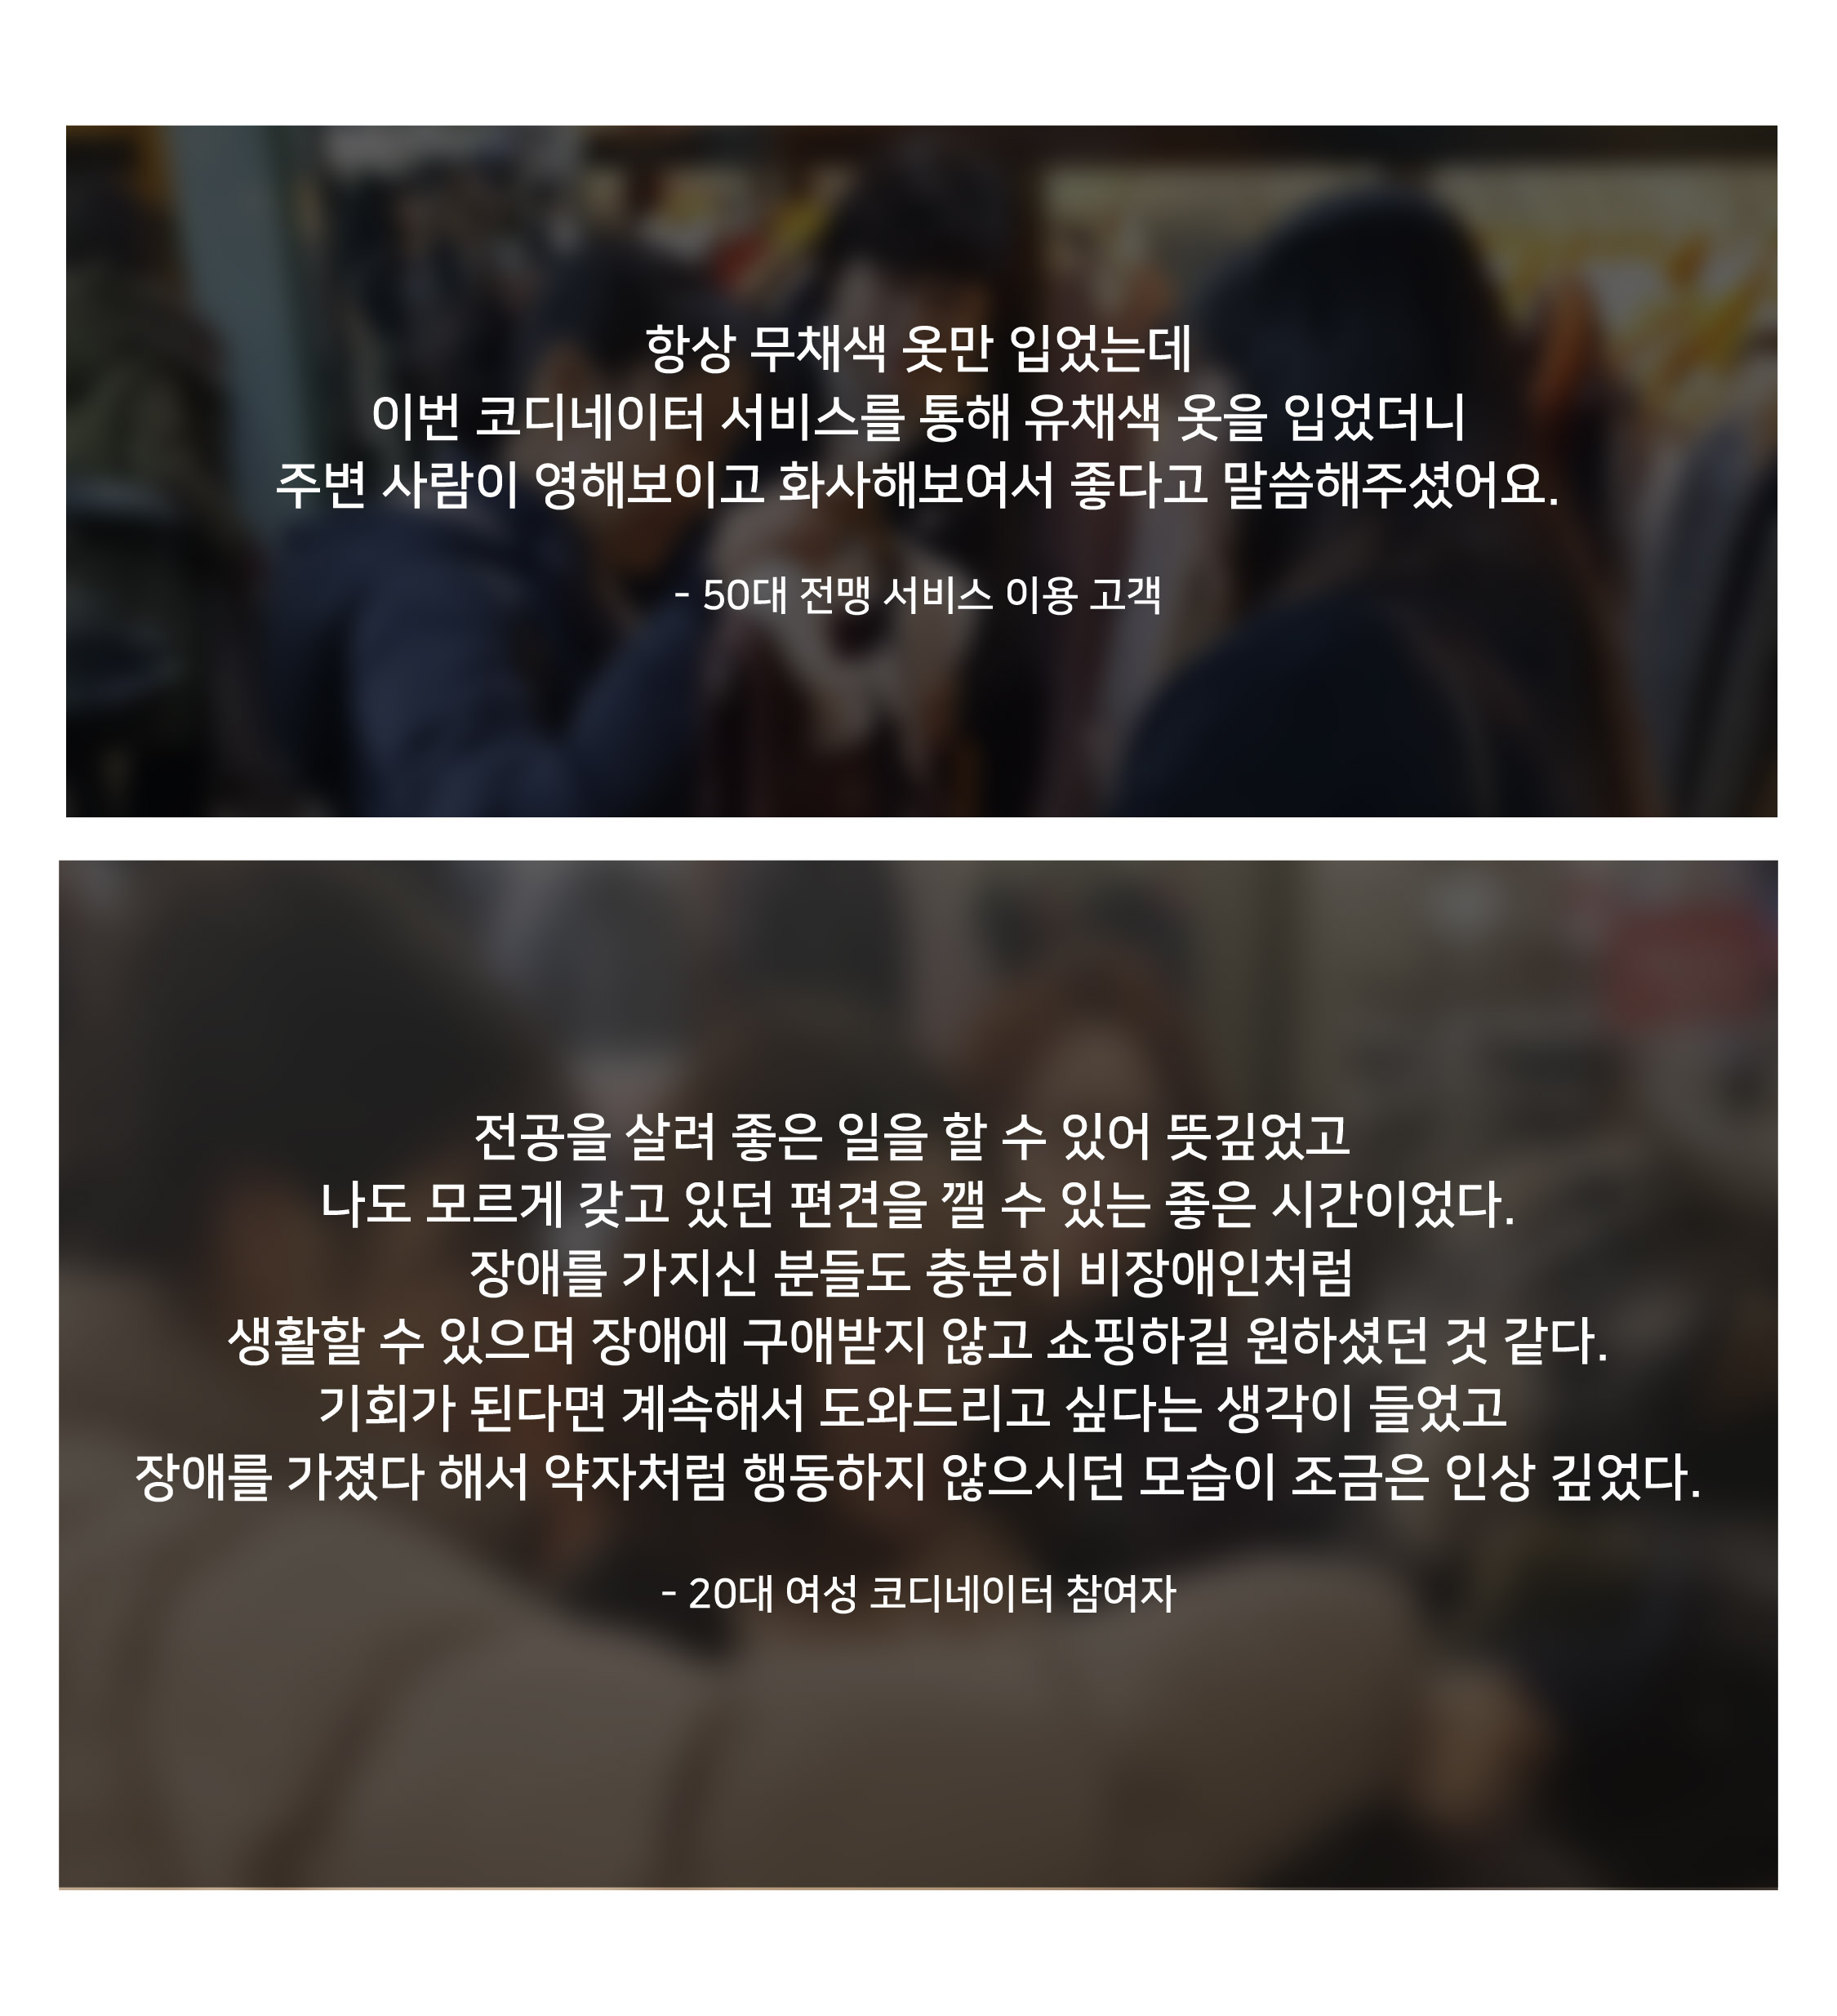 항상 무채색 옷만 입었는데
이번 코디네이터 서비스를 통해 유채색 옷을 입었더니
주변 사람이 영해보이고 화사해보여서 좋다고 말씀해주셨어요.
- 50대 전맹 서비스 이용 고객
전공을 살려 좋은 일을 할 수 있어 뜻깊었고
나도 모르게 갖고 있던 편견을 깰 수 있는 좋은 시간이었다.
장애를 가지신 분들도 충분히 비장애인처럼
생활할 수 있으며 장애에 구애받지 않고 쇼핑하길 원하셨던 것 같다.
기회가 된다면 계속해서 도와드리고 싶다는 생각이 들었고
장애를 가졌다 해서 약자처럼 행동하지 않으시던 모습이 조금은 인상 깊었다.
- 20대 여성 코디네이터 참여자